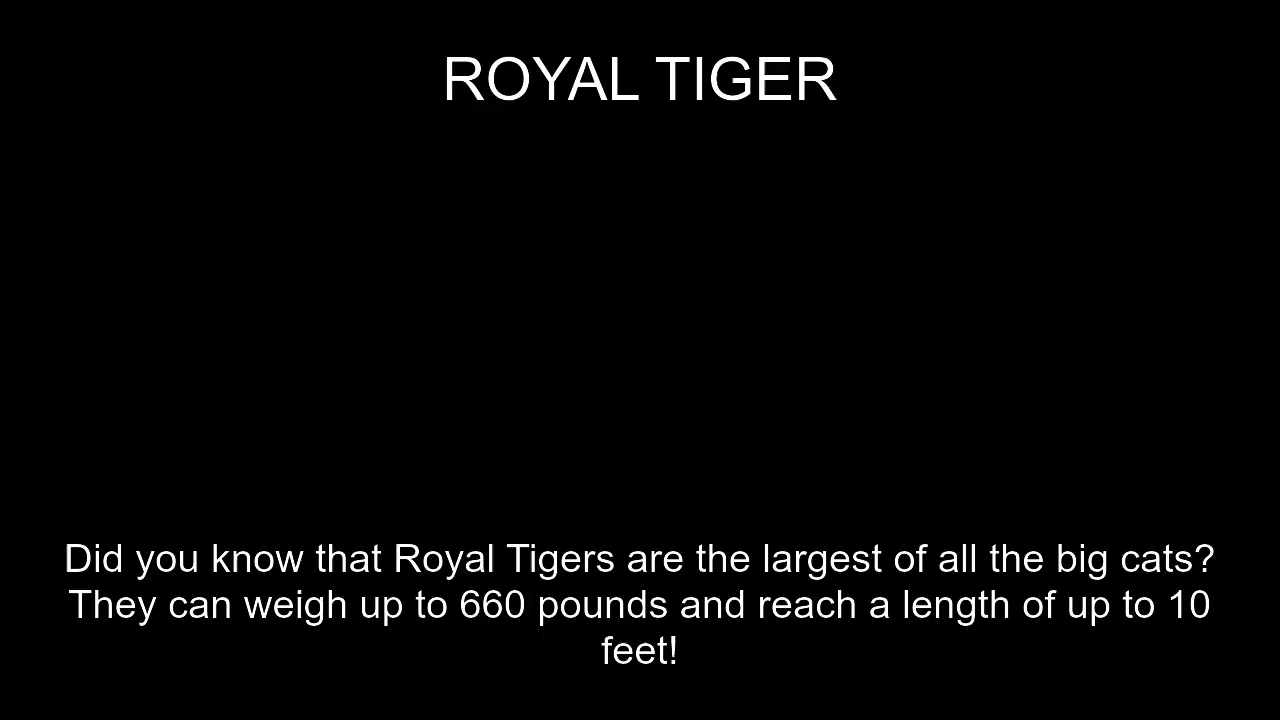 ROYAL TIGER
Did you know that Royal Tigers are the largest of all the big cats?
They can weigh up to 660 pounds and reach a length of up to 10
feet!